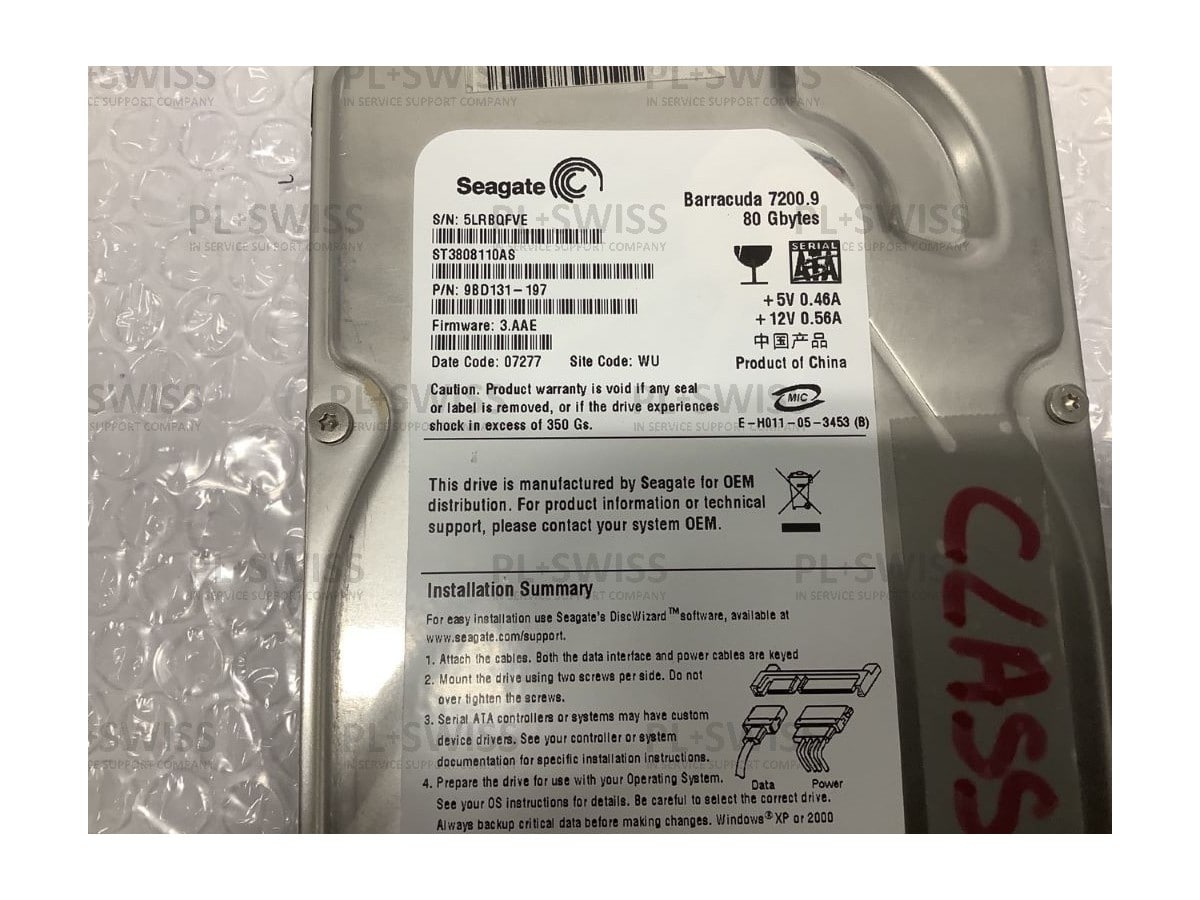 Seagate
Barracuda 7200.9
80 Gbytes
S/N: 5LRBQFVE
ST3808110AS
P/N: 9BD131-197
Firmware: 3.AAE
Date Code: 07277 Site Code: WU
SERIAL
ATA
+5V 0.46A
+12V 0.56A
中国产品
Product of China
Caution. Product warranty is void if any seal
or label is removed, or if the drive experiences
shock in excess of 350 Gs.
MIC
E-H011-05-3453 (B)
This drive is manufactured by Seagate for OEM
distribution. For product information or technical
support, please contact your system OEM.
Installation Summary
For easy installation use Seagate's DiscWizard™ software, available at
www.seagate.com/support.
1. Attach the cables. Both the data interface and power cables are keyed
2. Mount the drive using two screws per side. Do not
over tighten the screws.
3. Serial ATA controllers or systems may have custom
device drivers. See your controller or system
documentation for specific installation instructions.
4. Prepare the drive for use with your Operating System.
See your OS instructions for details. Be careful to select the correct drive.
Always backup critical data before making changes. Windows® XP or 2000
Data Power
CLASS
PL+SWISS
IN SERVICE SUPPORT COMPANY